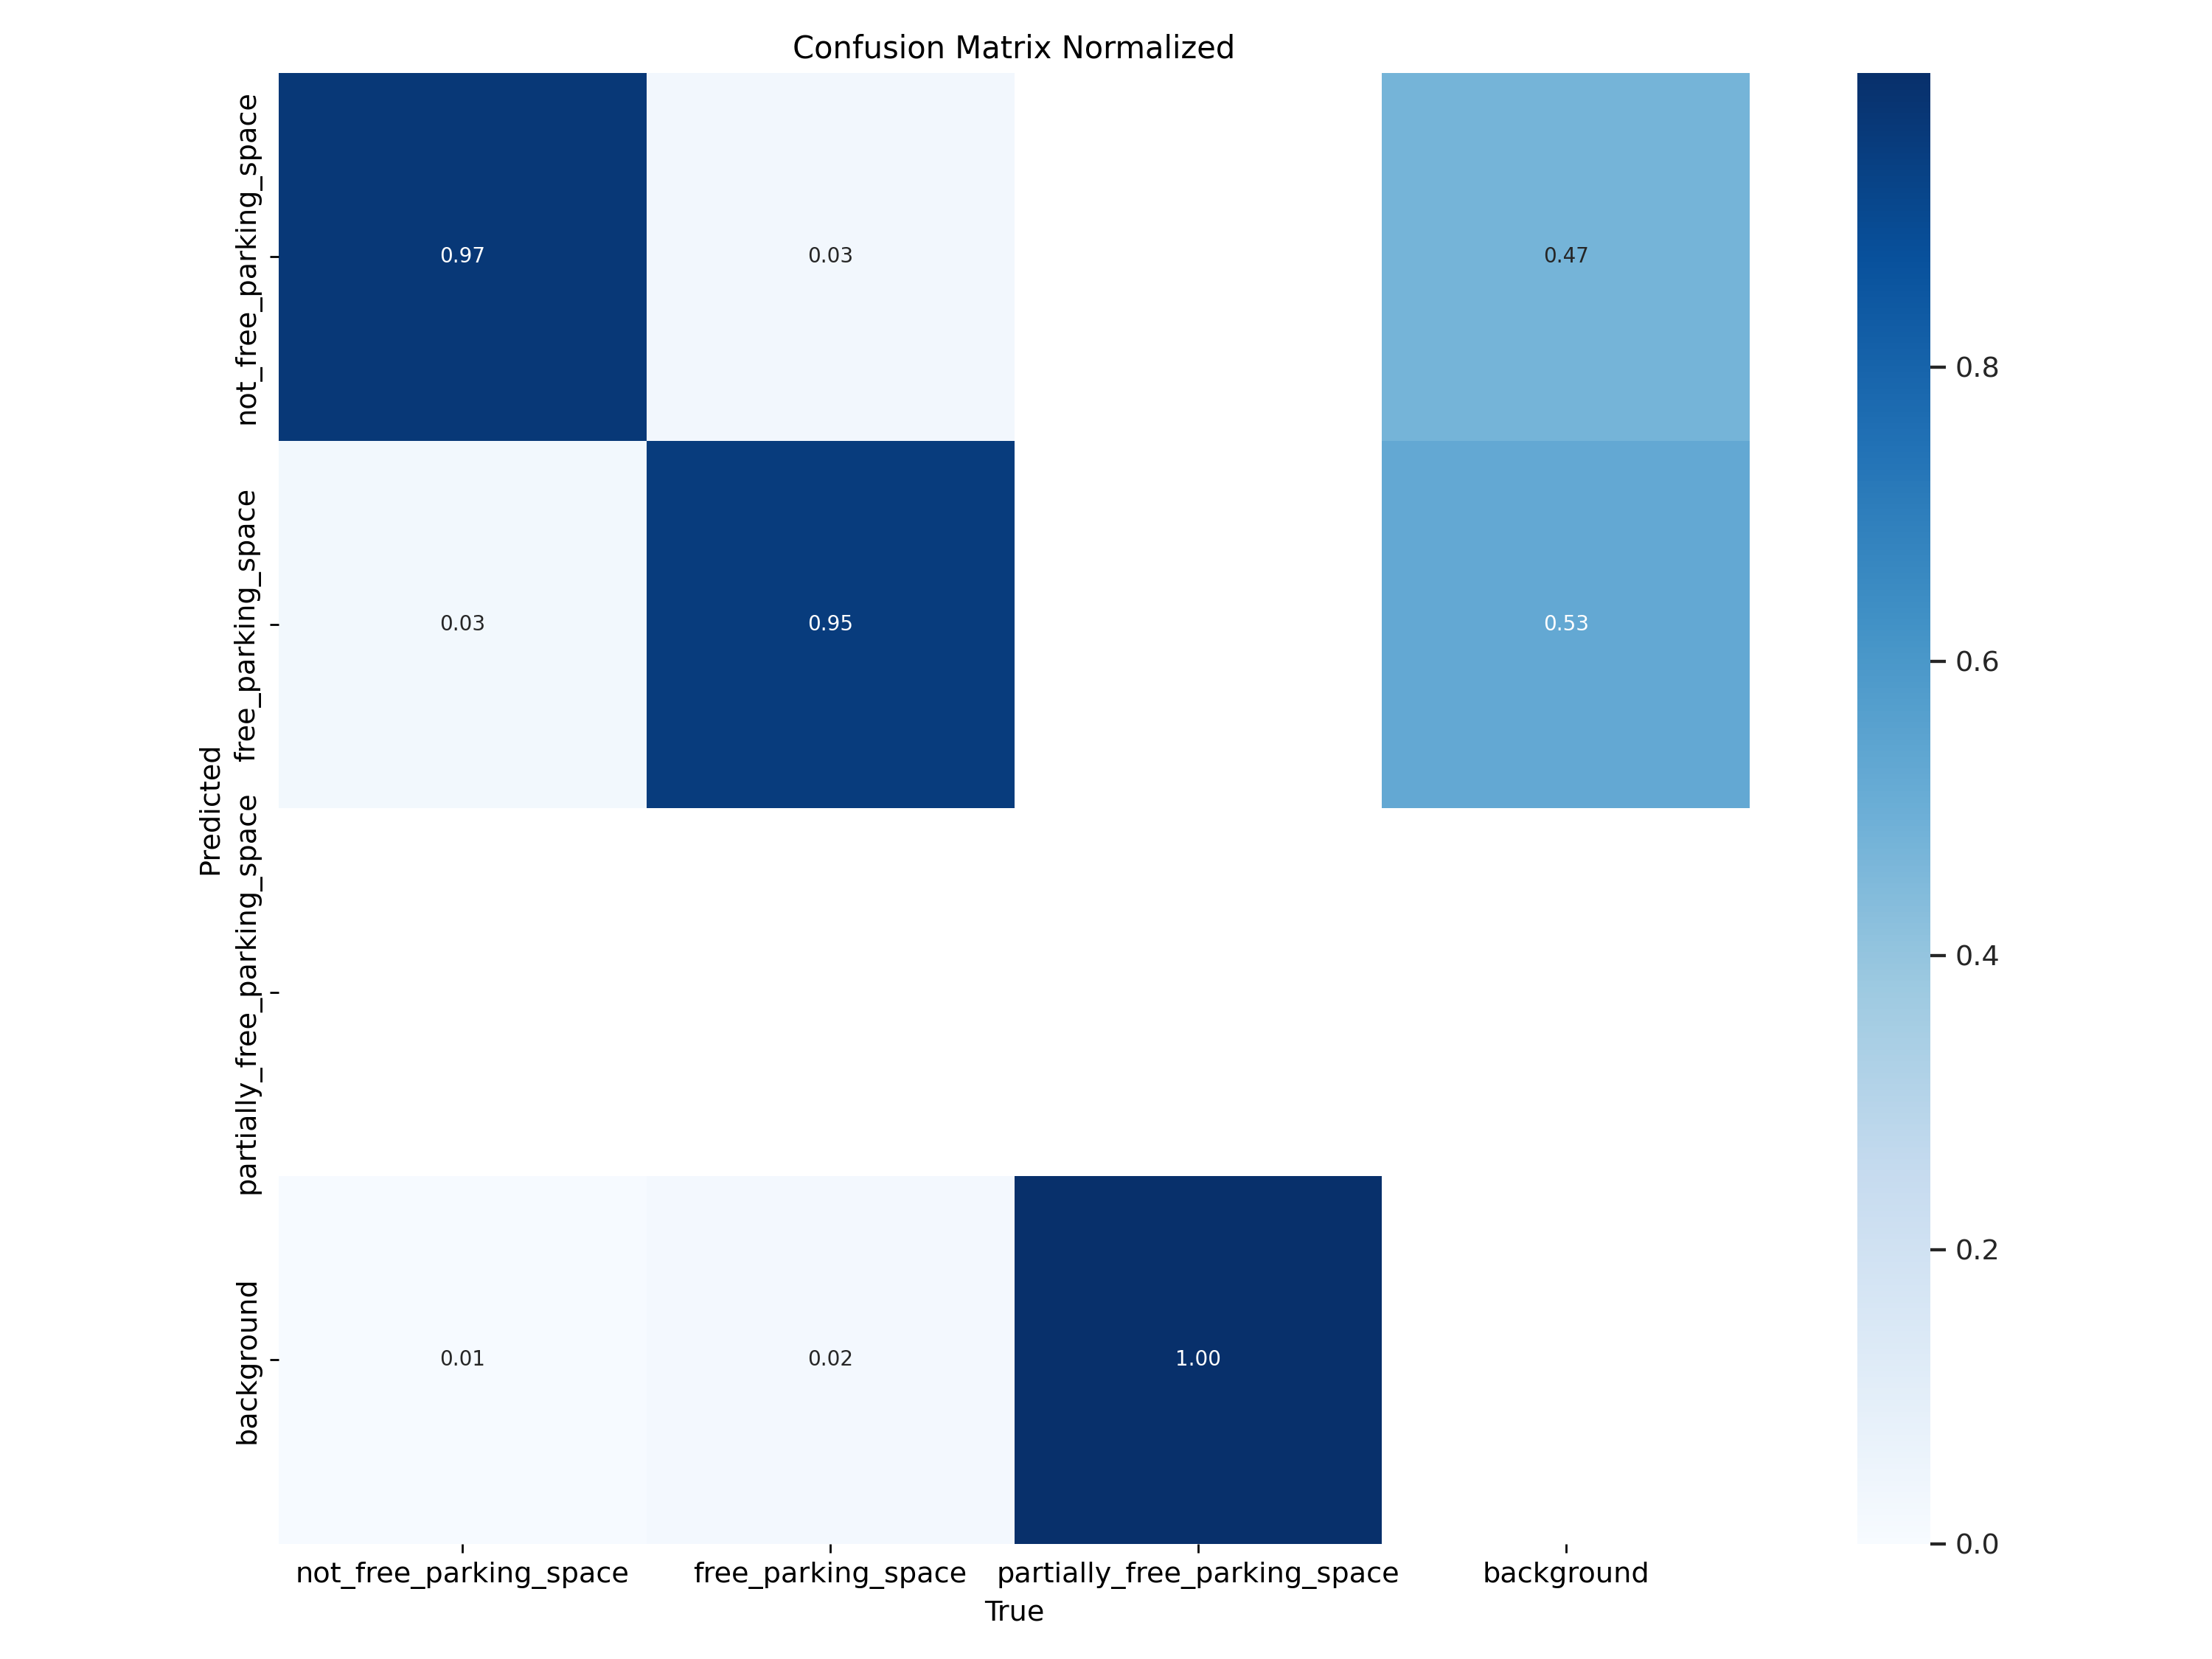 Confusion Matrix Normalized
not_free_parking_space
0.97
0.03
0.47
free_parking_space
0.03
0.95
0.53
partially_free_parking_space
background
0.01
0.02
1.00
Predicted
not_free_parking_space
free_parking_space
partially_free_parking_space
background
True
0.8
0.6
0.4
0.2
0.0